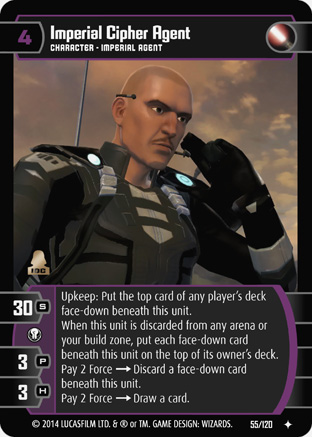 4
Imperial Cipher Agent
CHARACTER - IMPERIAL AGENT
IDC
30 S
3 P
3 H
Upkeep: Put the top card of any player's deck
face-down beneath this unit.
When this unit is discarded from any arena or
your build zone, put each face-down card
beneath this unit on the top of its owner's deck.
Pay 2 Force → Discard a face-down card
beneath this unit.
Pay 2 Force → Draw a card.
© 2014 LUCASFILM LTD. & ® or TM. GAME DESIGN: WIZARDS.
55/120